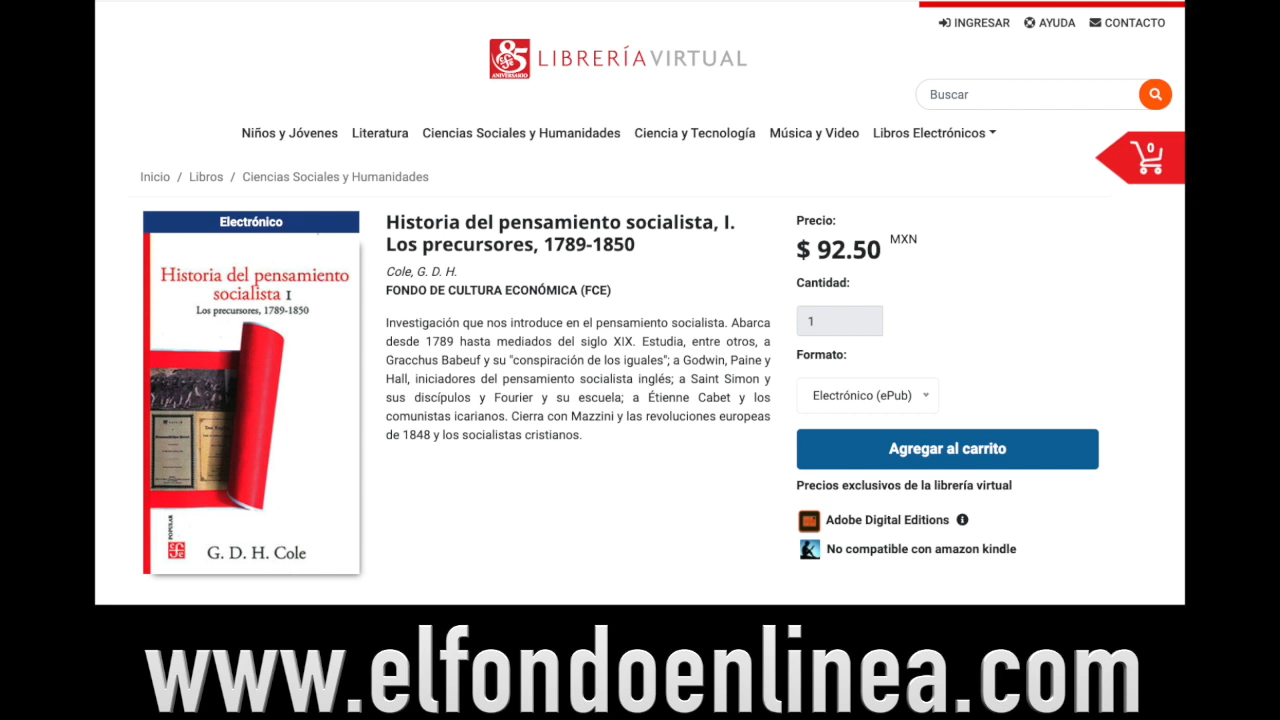 INGRESAR AYUDA CONTACTO
85
ANIVERSARIO
LIBRERÍA VIRTUAL
Buscar
Niños y Jóvenes Literatura Ciencias Sociales y Humanidades Ciencia y Tecnología Música y Video Libros Electrónicos
0
Inicio / Libros / Ciencias Sociales y Humanidades
Electrónico
Historia del pensamiento
socialista I
Los precursores, 1789-1850
POPULAR
G. D. H. Cole
Historia del pensamiento socialista, I.
Los precursores, 1789-1850
Cole, G. D. H.
FONDO DE CULTURA ECONÓMICA (FCE)
Investigación que nos introduce en el pensamiento socialista. Abarca
desde 1789 hasta mediados del siglo XIX. Estudia, entre otros, a
Gracchus Babeuf y su "conspiración de los iguales"; a Godwin, Paine y
Hall, iniciadores del pensamiento socialista inglés; a Saint Simon y
sus discípulos y Fourier y su escuela; a Étienne Cabet y los
comunistas icarianos. Cierra con Mazzini y las revoluciones europeas
de 1848 y los socialistas cristianos.
Precio:
$ 92.50 MXN
Cantidad:
1
Formato:
Electrónico (ePub)
Agregar al carrito
Precios exclusivos de la librería virtual
Adobe Digital Editions
No compatible con amazon kindle
www.elfondoenlinea.com